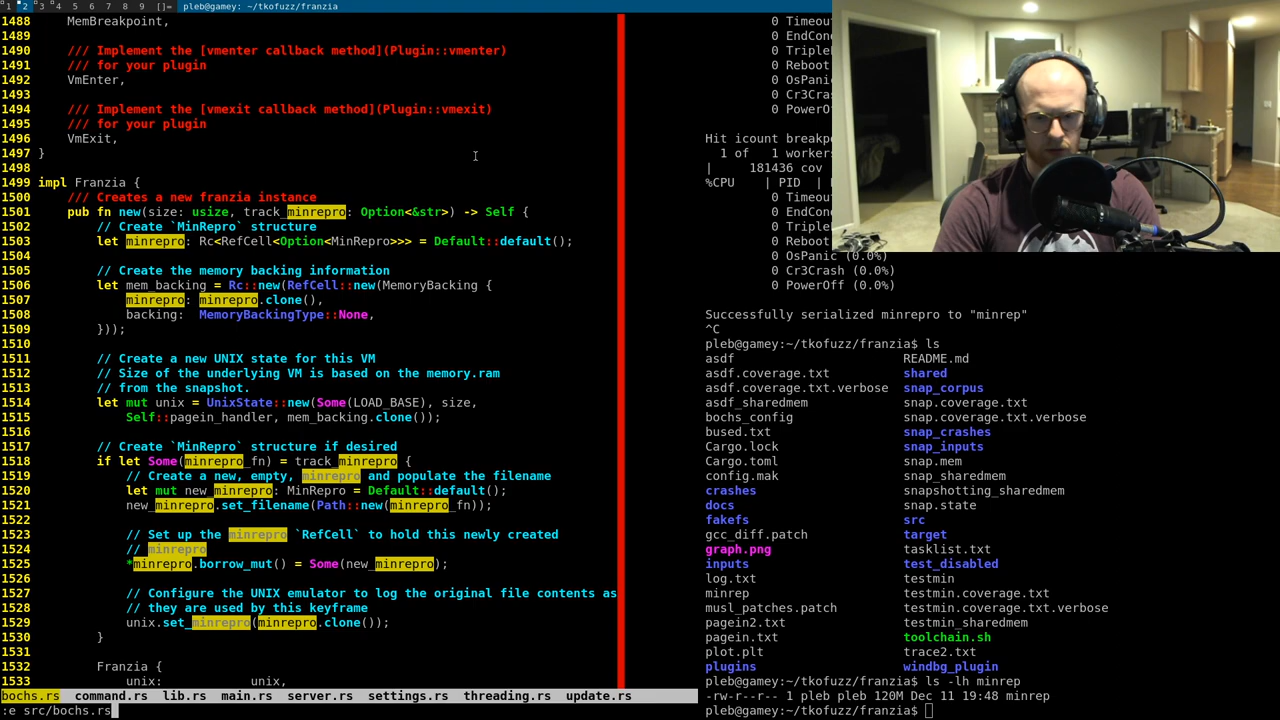 1 2 3 4 5 6 7 8 9 []= pleb@gamey: ~/tkofuzz/franzia
1488     MemBreakpoint,
1489
1490     /// Implement the [vmenter callback method](Plugin::vmenter)
1491     /// for your plugin
1492     VmEnter,
1493
1494     /// Implement the [vmexit callback method](Plugin::vmexit)
1495     /// for your plugin
1496     VmExit,
1497 }
1498
1499 impl Franzia {
1500     /// Creates a new franzia instance
1501     pub fn new(size: usize, track_minrepro: Option<&str>) -> Self {
1502         // Create `MinRepro` structure
1503         let minrepro: Rc<RefCell<Option<MinRepro>>> = Default::default();
1504
1505         // Create the memory backing information
1506         let mem_backing = Rc::new(RefCell::new(MemoryBacking {
1507             minrepro: minrepro.clone(),
1508             backing:  MemoryBackingType::None,
1509         }));
1510
1511         // Create a new UNIX state for this VM
1512         // Size of the underlying VM is based on the memory.ram
1513         // from the snapshot.
1514         let mut unix = UnixState::new(Some(LOAD_BASE), size,
1515             Self::pagein_handler, mem_backing.clone());
1516
1517         // Create `MinRepro` structure if desired
1518         if let Some(minrepro_fn) = track_minrepro {
1519             // Create a new, empty, minrepro and populate the filename
1520             let mut new_minrepro: MinRepro = Default::default();
1521             new_minrepro.set_filename(Path::new(minrepro_fn));
1522
1523             // Set up the minrepro `RefCell` to hold this newly created
1524             // minrepro
1525             *minrepro.borrow_mut() = Some(new_minrepro);
1526
1527             // Configure the UNIX emulator to log the original file contents as
1528             // they are used by this keyframe
1529             unix.set_minrepro(minrepro.clone());
1530         }
1531
1532         Franzia {
1533             unix:            unix,
bochs.rs  command.rs  lib.rs  main.rs  server.rs  settings.rs  threading.rs  update.rs
:e src/bochs.rs
0 Timeou
0 EndCon
0 Triple
0 Reboot
0 OsPani
0 Cr3Cra
0 PowerO
Hit icount breakp
1 of   1 workers
|     181436 cov
%CPU    | PID  |
0 Timeou
0 EndCon
0 Triple
0 Reboot
0 OsPanic (0.0%)
0 Cr3Crash (0.0%)
0 PowerOff (0.0%)
Successfully serialized minrepro to "minrep"
^C
pleb@gamey:~/tkofuzz/franzia$ ls
asdf                       README.md
asdf.coverage.txt          shared
asdf.coverage.txt.verbose  snap_corpus
asdf_sharedmem             snap.coverage.txt
bochs_config               snap.coverage.txt.verbose
bused.txt                  snap_crashes
Cargo.lock                 snap_inputs
Cargo.toml                 snap.mem
config.mak                 snap_sharedmem
crashes                    snapshotting_sharedmem
docs                       snap.state
fakefs                     src
gcc_diff.patch             target
graph.png                  tasklist.txt
inputs                     test_disabled
log.txt                    testmin
minrep                     testmin.coverage.txt
musl_patches.patch         testmin.coverage.txt.verbose
pagein2.txt                testmin_sharedmem
pagein.txt                 toolchain.sh
plot.plt                   trace2.txt
plugins                    windbg_plugin
pleb@gamey:~/tkofuzz/franzia$ ls -lh minrep
-rw-r--r-- 1 pleb pleb 120M Dec 11 19:48 minrep
pleb@gamey:~/tkofuzz/franzia$